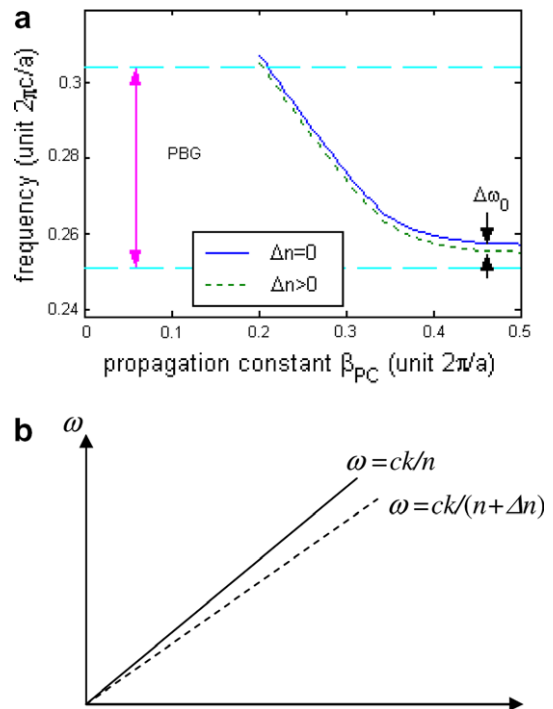 a
frequency (unit 2πc/a)
0.3
0.28
0.26
0.24
PBG
Δω₀
Δn=0
Δn>0
0
0.1
0.2
0.3
0.4
0.5
propagation constant β_PC (unit 2π/a)
b
ω
ω=ck/n
ω=ck/(n+Δn)